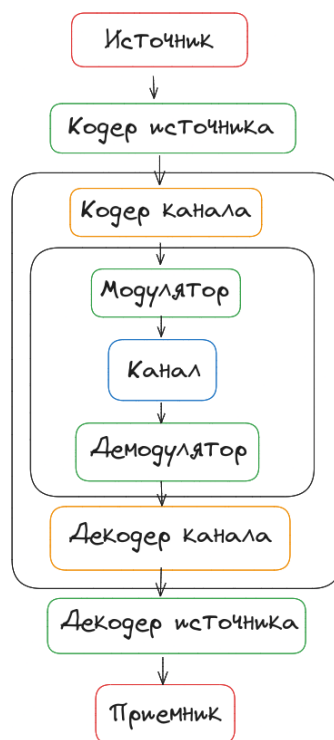 Источник
Кодер источника
Кодер канала
Модулятор
Канал
Демодулятор
Декодер канала
Декодер источника
Приемник